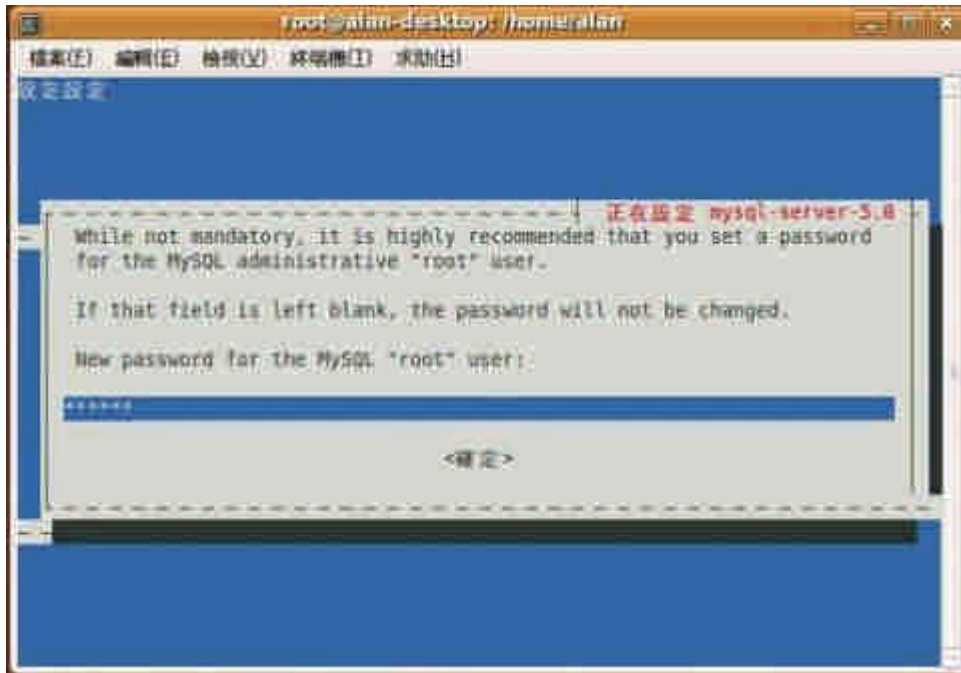 root@alan-desktop: /home/alan
檔案(F) 編輯(E) 檢視(V) 終端機(T) 求助(H)
套件設定
正在設定 mysql-server-5.0
While not mandatory, it is highly recommended that you set a password
for the MySQL administrative "root" user.
If that field is left blank, the password will not be changed.
New password for the MySQL "root" user:
******
<確定>